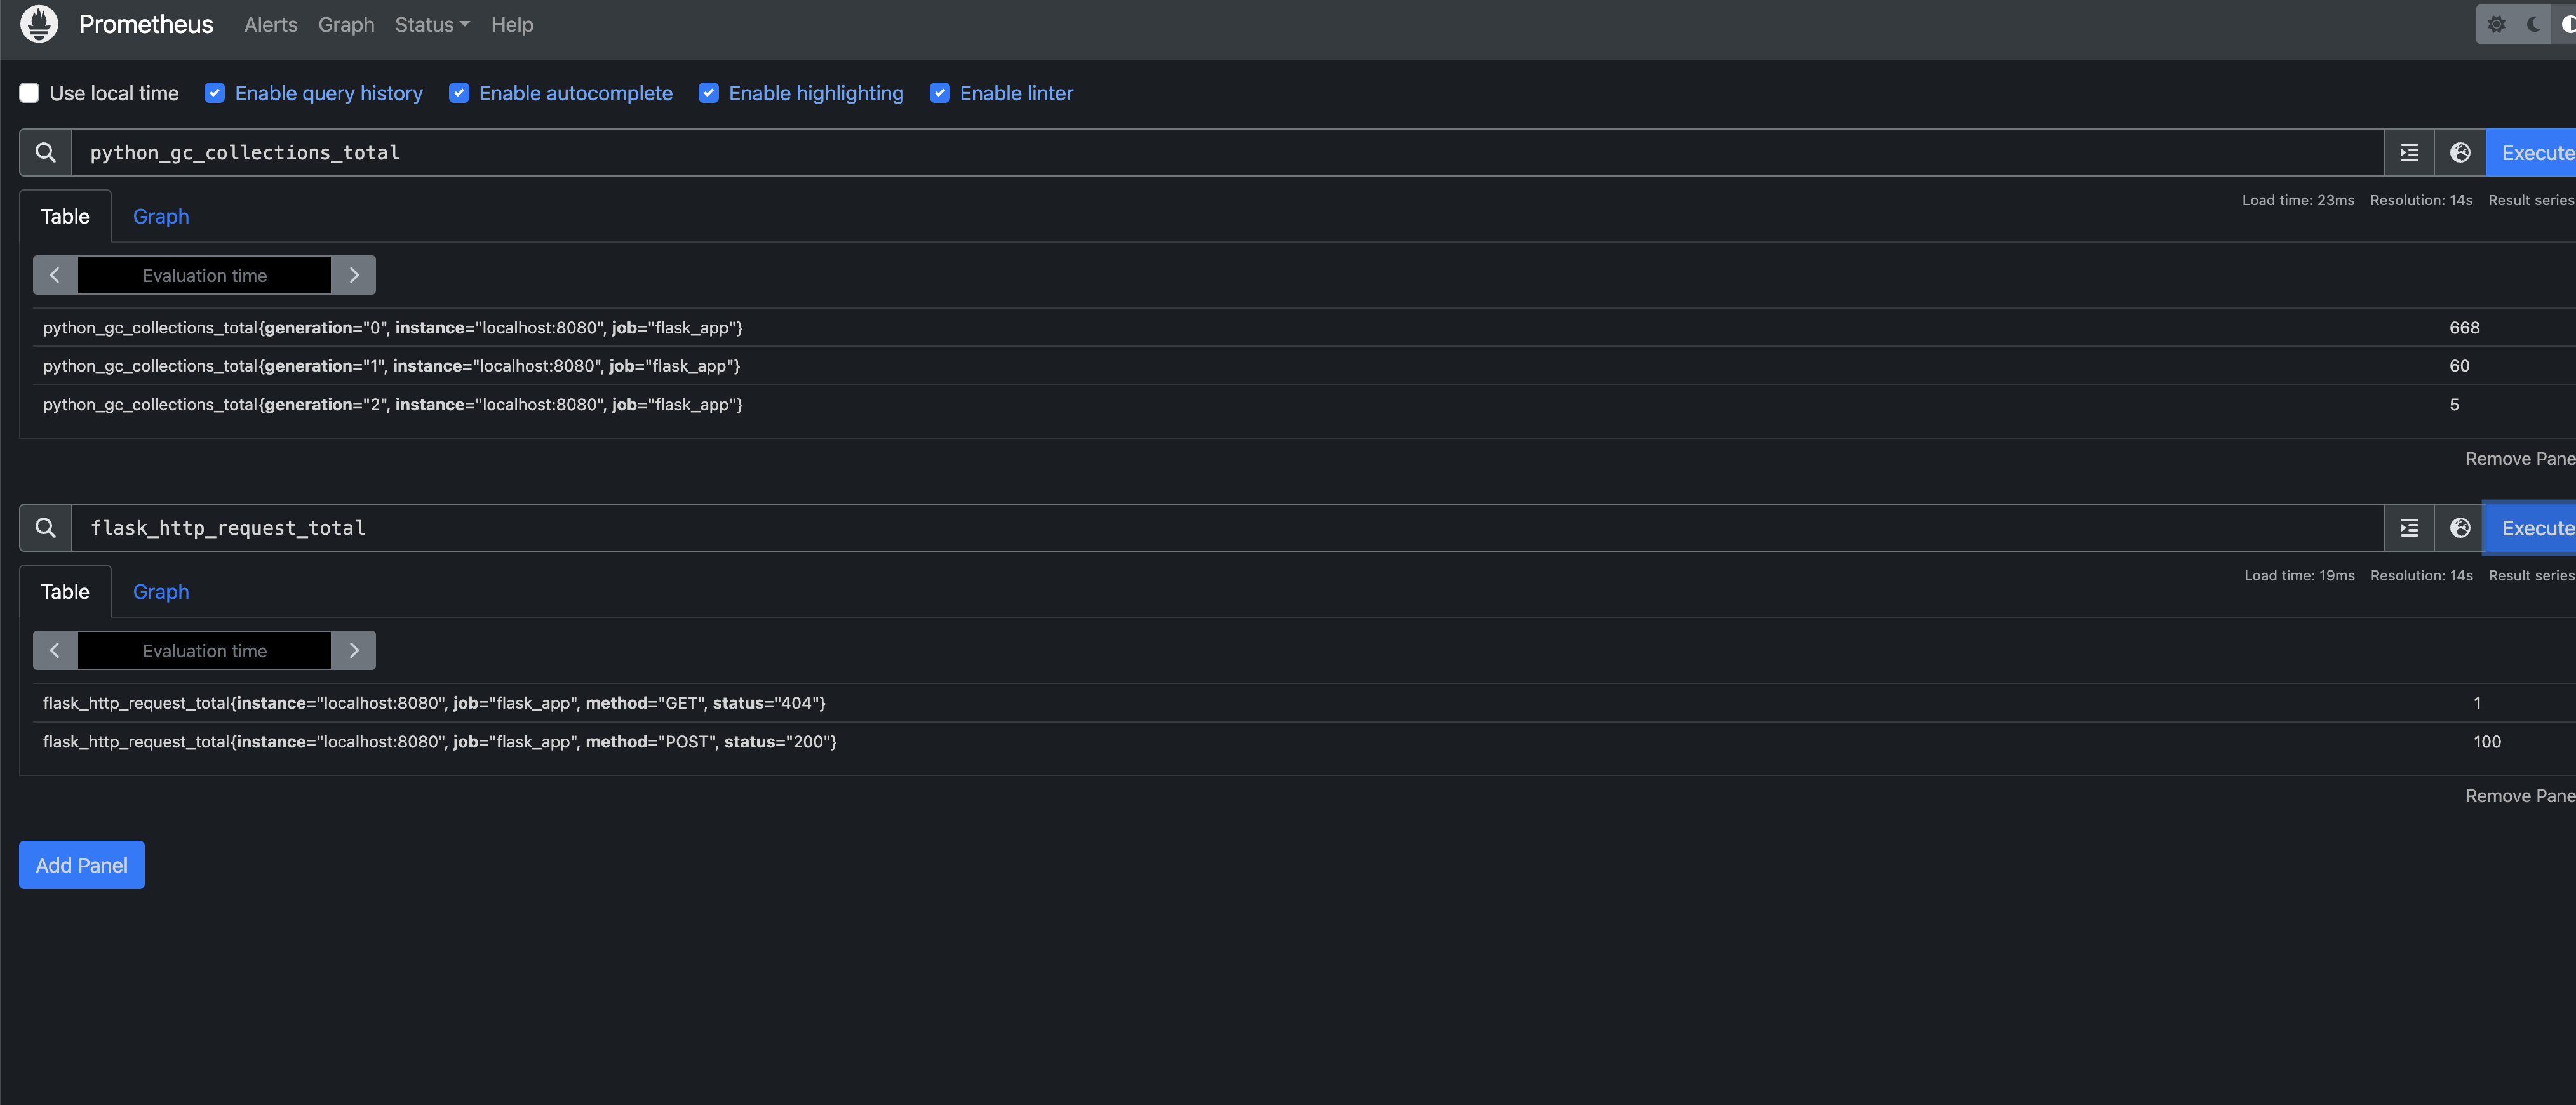 Prometheus Alerts Graph Status Help
Use local time Enable query history Enable autocomplete Enable highlighting Enable linter
python_gc_collections_total Execute
Table Graph Load time: 23ms Resolution: 14s Result series
Evaluation time
python_gc_collections_total{generation="0", instance="localhost:8080", job="flask_app"} 668
python_gc_collections_total{generation="1", instance="localhost:8080", job="flask_app"} 60
python_gc_collections_total{generation="2", instance="localhost:8080", job="flask_app"} 5
Remove Pane
flask_http_request_total Execute
Table Graph Load time: 19ms Resolution: 14s Result series
Evaluation time
flask_http_request_total{instance="localhost:8080", job="flask_app", method="GET", status="404"} 1
flask_http_request_total{instance="localhost:8080", job="flask_app", method="POST", status="200"} 100
Remove Pane
Add Panel